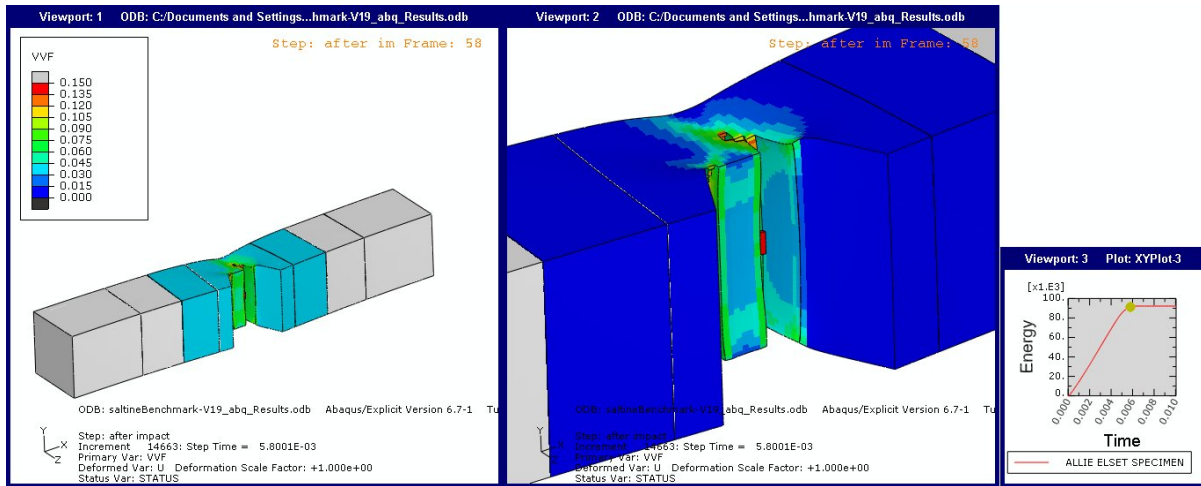 Viewport: 1 ODB: C:/Documents and Settings...hmark-V19_abq_Results.odb
Step: after im Frame: 58
VVF
0.150
0.135
0.120
0.105
0.090
0.075
0.060
0.045
0.030
0.015
0.000
ODB: saltineBenchmark-V19_abq_Results.odb Abaqus/Explicit Version 6.7-1 Tu
Y
X
Z
Step: after impact
Increment 14663: Step Time = 5.8001E-03
Primary Var: VVF
Deformed Var: U Deformation Scale Factor: +1.000e+00
Status Var: STATUS
Viewport: 2 ODB: C:/Documents and Settings...hmark-V19_abq_Results.odb
Step: after im Frame: 58
ODB: saltineBenchmark-V19_abq_Results.odb Abaqus/Explicit Version 6.7-1 Tu
Y
X
Z
Step: after impact
Increment 14663: Step Time = 5.8001E-03
Primary Var: VVF
Deformed Var: U Deformation Scale Factor: +1.000e+00
Status Var: STATUS
Viewport: 3 Plot: XYPlot-3
[x1.E3]
100.
80.
60.
40.
20.
0.
Energy
0.000
0.002
0.004
0.006
0.008
0.010
Time
ALLIE ELSET SPECIMEN